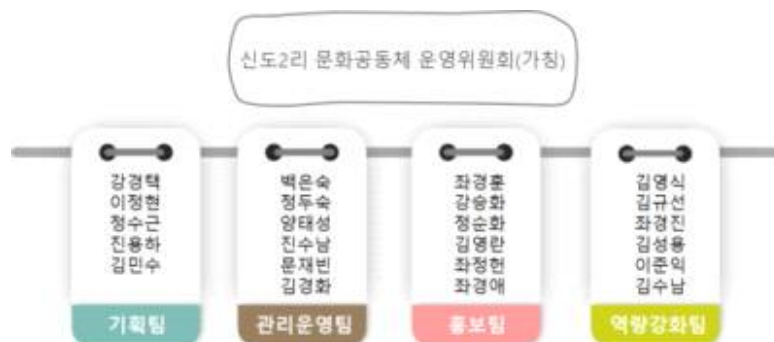 신도2리 문화공동체 운영위원회(가칭)
강경택
이정현
정수근
진용하
김민수
기획팀
백은숙
정두숙
양태성
진수남
문재빈
김경화
관리운영팀
좌경훈
강승화
정순화
김영란
좌정헌
좌경애
홍보팀
김영식
김규선
좌경진
김성용
이준익
김수남
역량강화팀